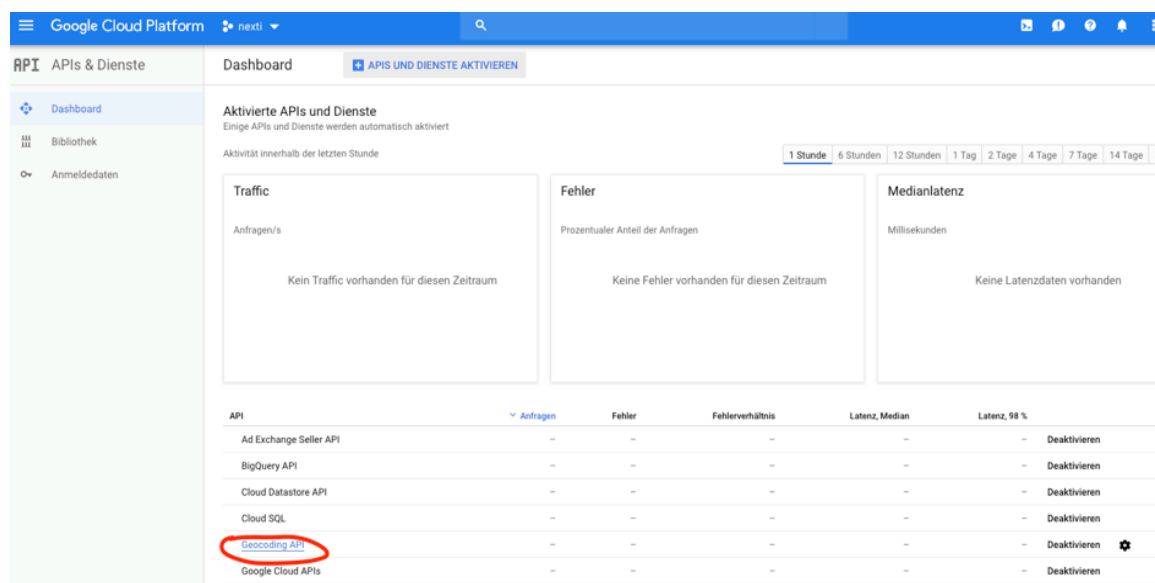 Google Cloud Platform nexti
API APIs & Dienste Dashboard APIS UND DIENSTE AKTIVIEREN
Dashboard
Bibliothek
Anmeldedaten
Aktivierte APIs und Dienste
Einige APIs und Dienste werden automatisch aktiviert
Aktivität innerhalb der letzten Stunde
1 Stunde 6 Stunden 12 Stunden 1 Tag 2 Tage 4 Tage 7 Tage 14 Tage
Traffic
Anfragen/s
Kein Traffic vorhanden für diesen Zeitraum
Fehler
Prozentualer Anteil der Anfragen
Keine Fehler vorhanden für diesen Zeitraum
Medianlatenz
Millisekunden
Keine Latenzdaten vorhanden
API Anfragen Fehler Fehlerverhältnis Latenz, Median Latenz, 98 %
Ad Exchange Seller API – – – – – Deaktivieren
BigQuery API – – – – – Deaktivieren
Cloud Datastore API – – – – – Deaktivieren
Cloud SQL – – – – – Deaktivieren
Geocoding API – – – – – Deaktivieren
Google Cloud APIs – – – – – Deaktivieren